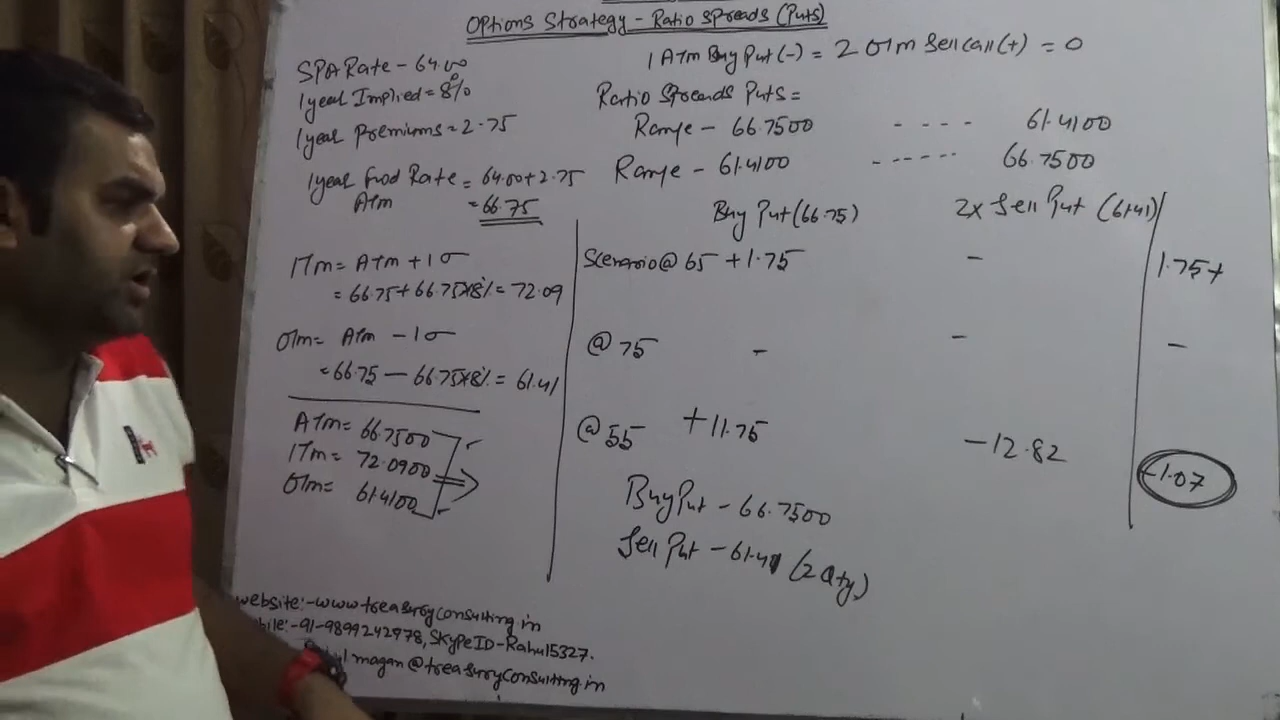 Options Strategy - Ratio Spreads (Puts)
Rate - 64.00
1 year Implied = 8%
1 year Premiums = 2.75
1 year Fwd Rate = 64.00 + 2.75
ATM = 66.75
ITM = ATM + 1σ
= 66.75 + 66.75*8% = 72.09
OTM = ATM - 1σ
= 66.75 - 66.75*8% = 61.41
ATM = 66.7500
ITM = 72.0900
OTM = 61.4100
1 ATM Buy Put (-) = 2 OTM Sell Call (+) = 0
Ratio Spreads Puts =
Range - 66.7500 ---- 61.4100
Range - 61.4100 ------ 66.7500
Buy Put (66.75) 2x Sell Put (61.41)
Scenario @ 65 +1.75 - 1.75+
@ 75 - - -
@ 55 +11.75 -12.82 -1.07
Buy Put - 66.7500
Sell Put - 61.41 (2 Qty)
website:- www.treasuryconsulting.in
:- 91-9899242978, Skype ID - Rahul5327.
magan@treasuryconsulting.in